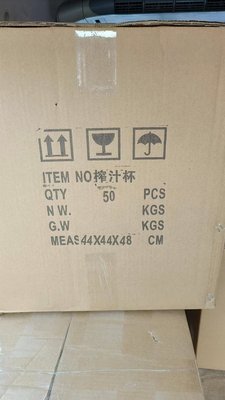 ITEM NO榨汁杯
QTY 50 PCS
N W. KGS
G.W KGS
MEAS44X44X48 CM